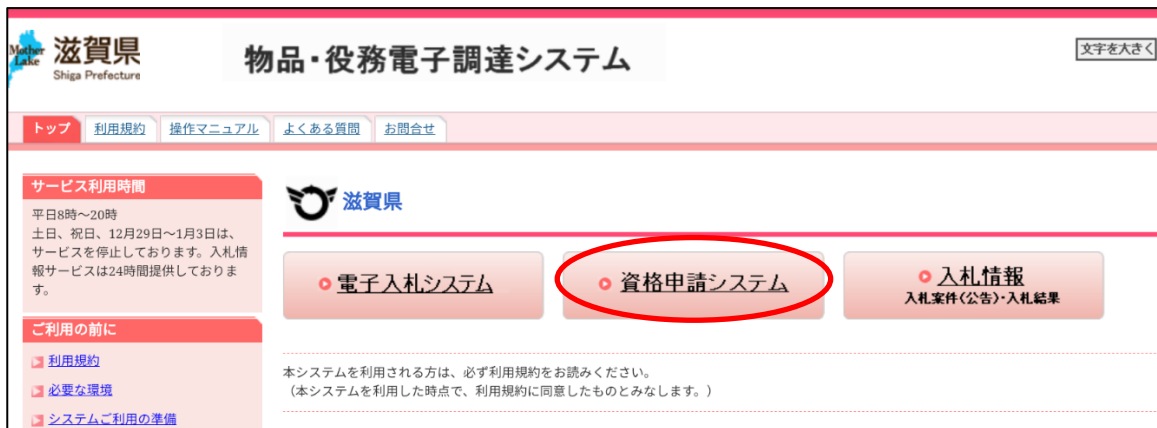 Mother Lake
滋賀県
Shiga Prefecture
物品・役務電子調達システム
文字を大きく
トップ
利用規約
操作マニュアル
よくある質問
お問合せ
サービス利用時間
平日8時～20時
土日、祝日、12月29日～1月3日は、
サービスを停止しております。入札情
報サービスは24時間提供しておりま
す。
ご利用の前に
利用規約
必要な環境
システムご利用の準備
滋賀県
電子入札システム
資格申請システム
入札情報
入札案件(公告)・入札結果
本システムを利用される方は、必ず利用規約をお読みください。
（本システムを利用した時点で、利用規約に同意したものとみなします。）